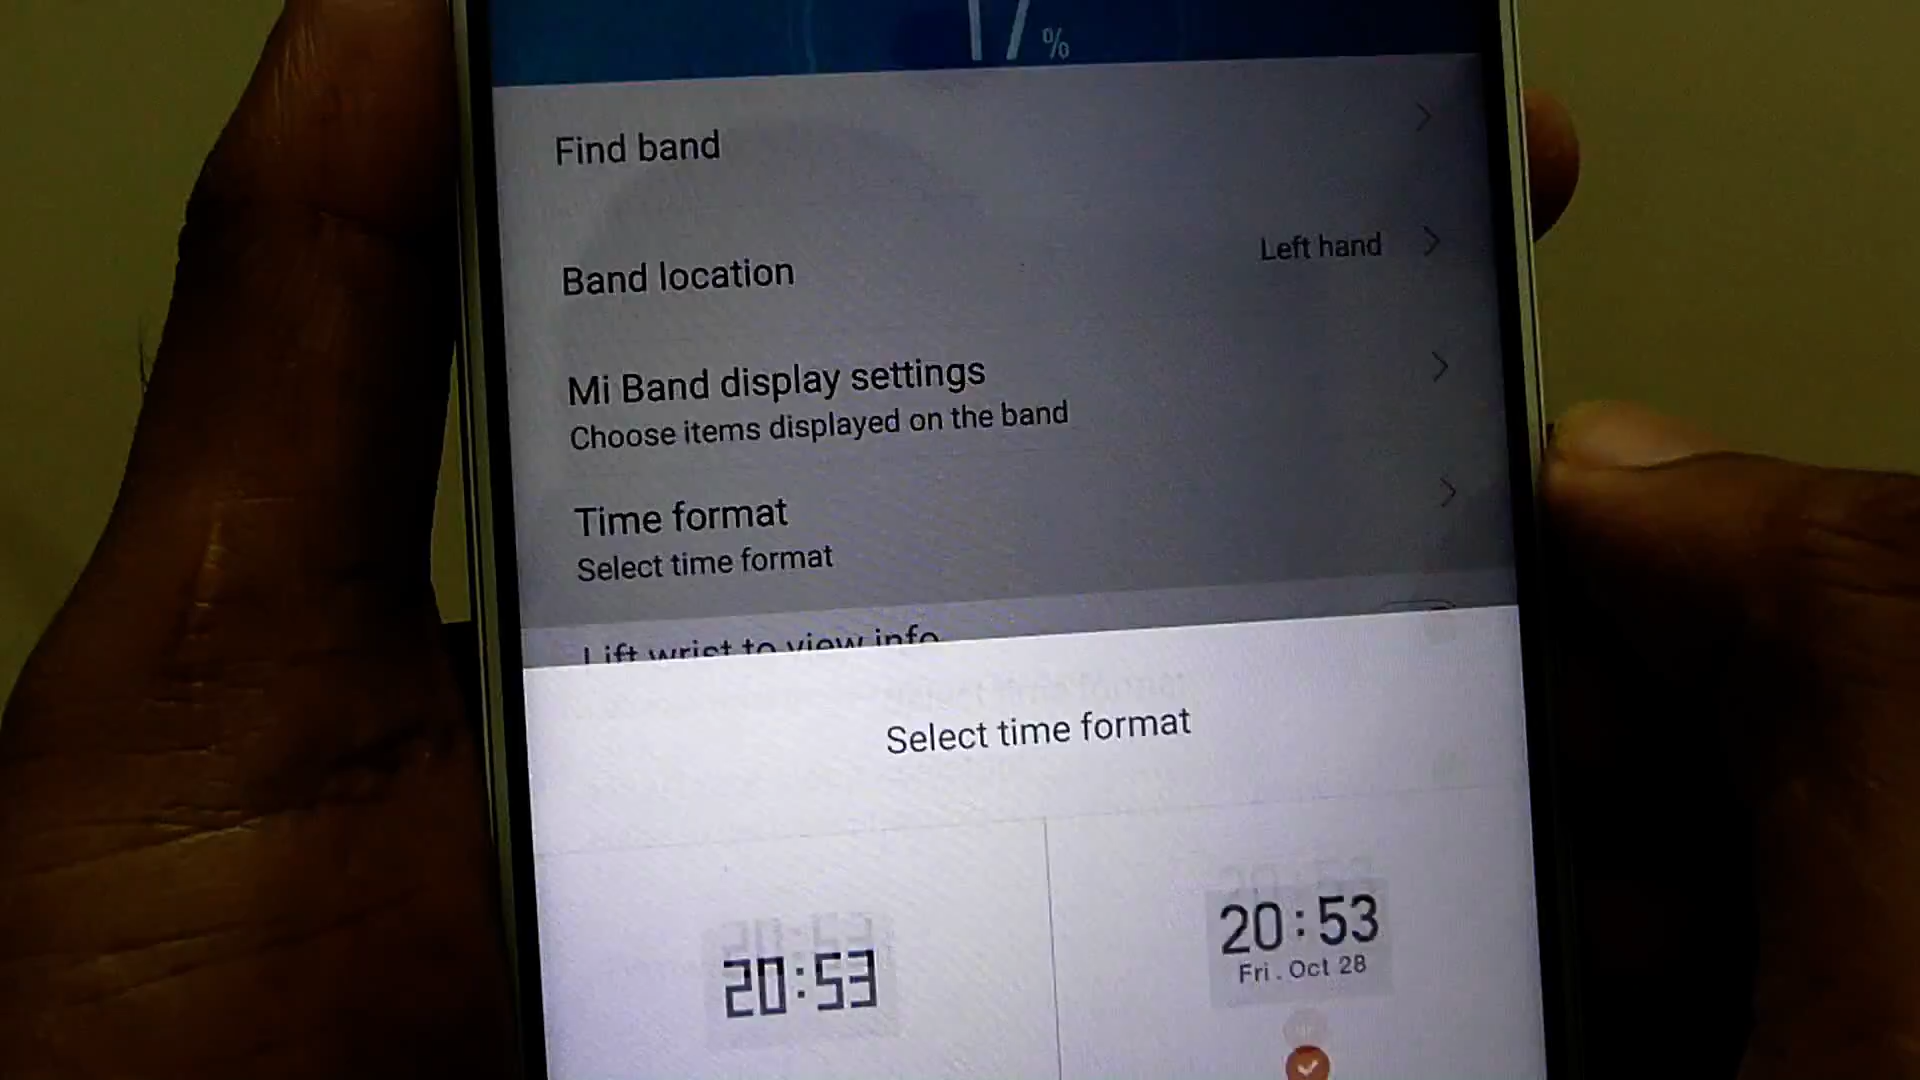 17 %
Find band
Band location
Left hand
Mi Band display settings
Choose items displayed on the band
Time format
Select time format
Lift wrist to view info
Select time format
20:53
20:53
Fri. Oct 28